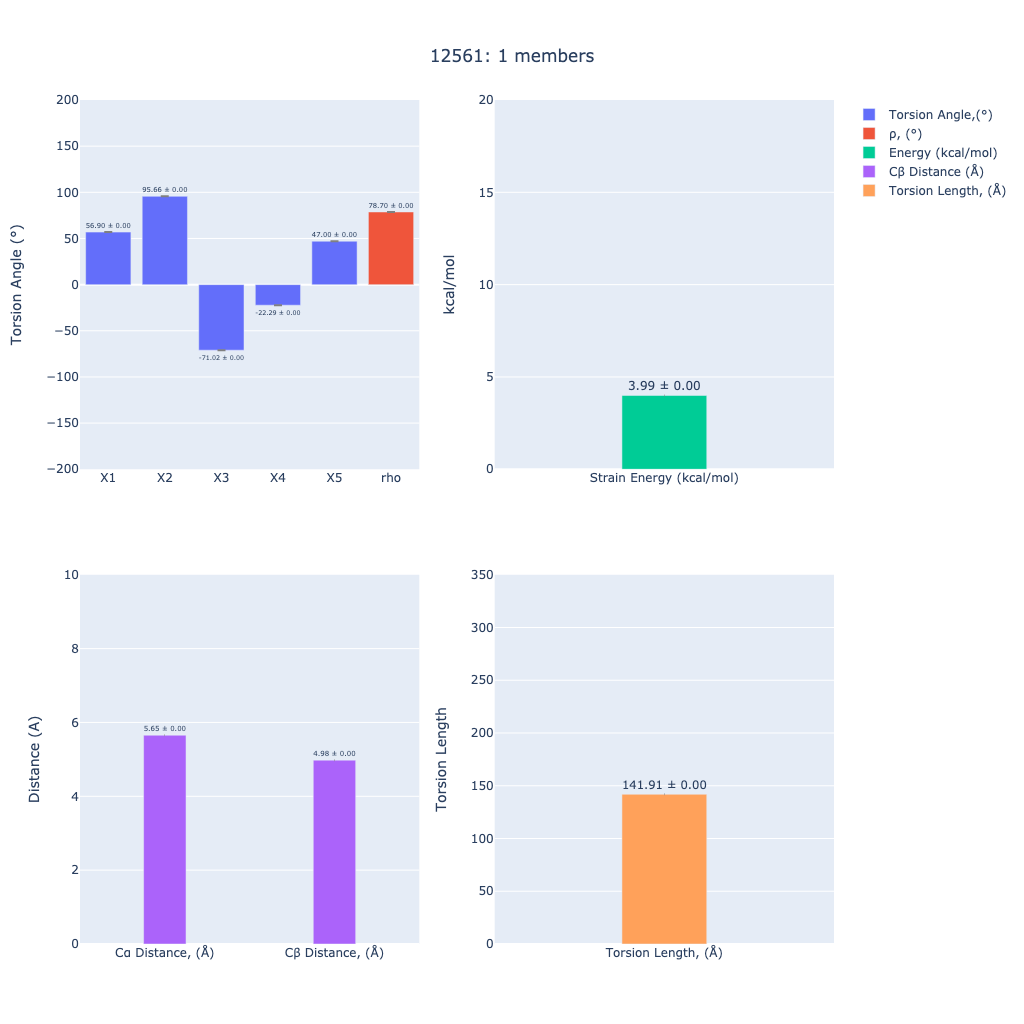 12561: 1 members
Torsion Angle (°)
200
150
100
50
0
−50
−100
−150
−200
56.90 ± 0.00
95.66 ± 0.00
-71.02 ± 0.00
-22.29 ± 0.00
47.00 ± 0.00
78.70 ± 0.00
X1 X2 X3 X4 X5 rho
kcal/mol
20
15
10
5
0
3.99 ± 0.00
Strain Energy (kcal/mol)
Torsion Angle,(°)
ρ, (°)
Energy (kcal/mol)
Cβ Distance (Å)
Torsion Length, (Å)
Distance (A)
10
8
6
4
2
0
5.65 ± 0.00
4.98 ± 0.00
Cα Distance, (Å) Cβ Distance, (Å)
Torsion Length
350
300
250
200
150
100
50
0
141.91 ± 0.00
Torsion Length, (Å)